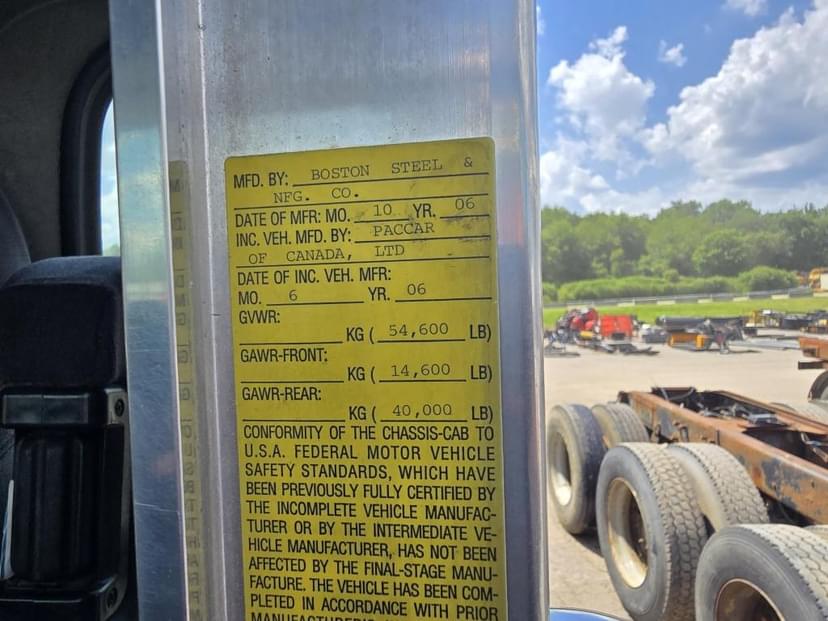 MFD. BY: BOSTON STEEL &
NFG. CO.
DATE OF MFR: MO. 10 YR. 06
INC. VEH. MFD. BY: PACCAR
OF CANADA, LTD
DATE OF INC. VEH. MFR:
MO. 6 YR. 06
GVWR:
KG ( 54,600 LB)
GAWR-FRONT:
KG ( 14,600 LB)
GAWR-REAR:
KG ( 40,000 LB)
CONFORMITY OF THE CHASSIS-CAB TO
U.S.A. FEDERAL MOTOR VEHICLE
SAFETY STANDARDS, WHICH HAVE
BEEN PREVIOUSLY FULLY CERTIFIED BY
THE INCOMPLETE VEHICLE MANUFAC-
TURER OR BY THE INTERMEDIATE VE-
HICLE MANUFACTURER, HAS NOT BEEN
AFFECTED BY THE FINAL-STAGE MANU-
FACTURE. THE VEHICLE HAS BEEN COM-
PLETED IN ACCORDANCE WITH PRIOR
MANUFACTURER'S